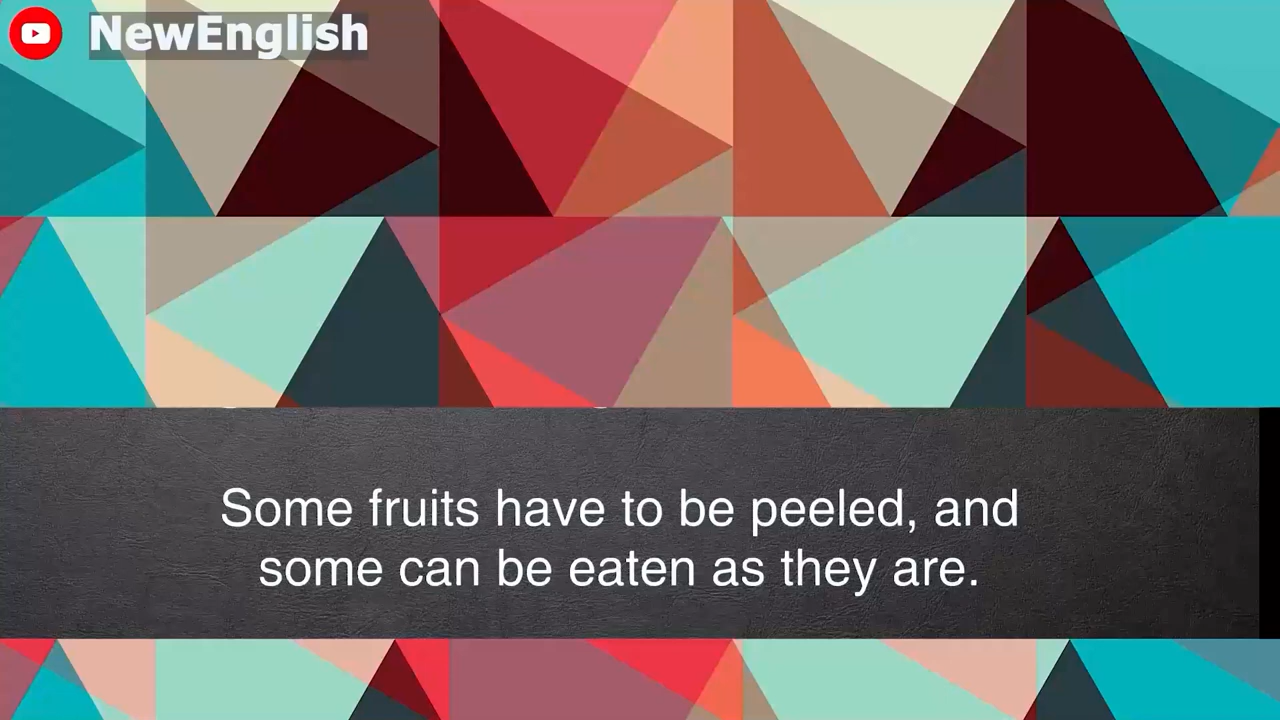 NewEnglish
Some fruits have to be peeled, and
some can be eaten as they are.